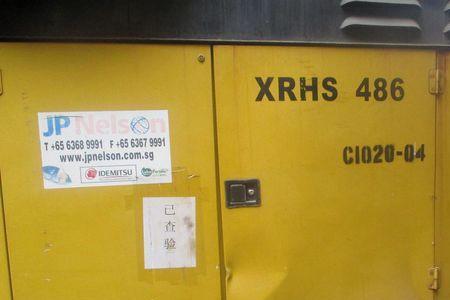 JP Nelson
T +65 6368 9991 F +65 6367 9991
www.jpnelson.com.sg
IDEMITSU
已查验
XRHS 486
CI020-04